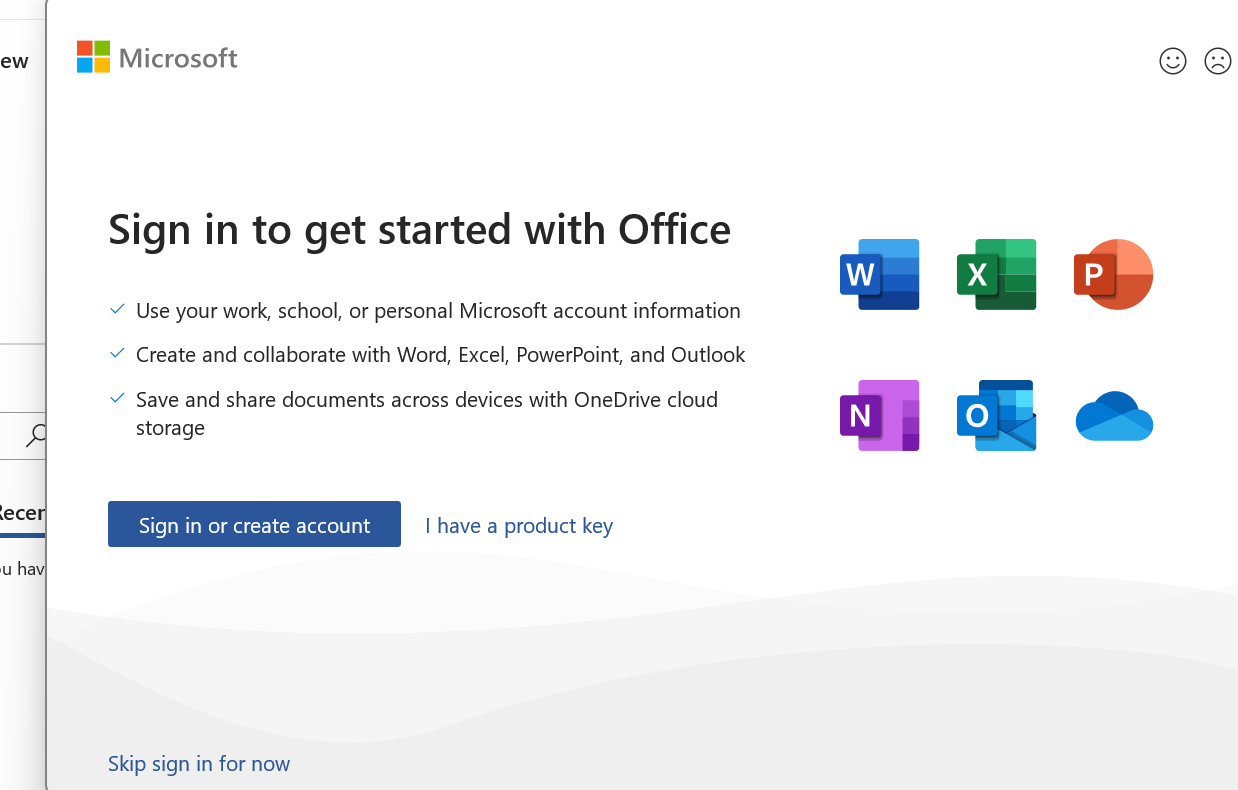 Microsoft
ew
Sign in to get started with Office
W X P
Use your work, school, or personal Microsoft account information
Create and collaborate with Word, Excel, PowerPoint, and Outlook
Save and share documents across devices with OneDrive cloud
storage
N O
Recen
Sign in or create account
I have a product key
ou hav
Skip sign in for now